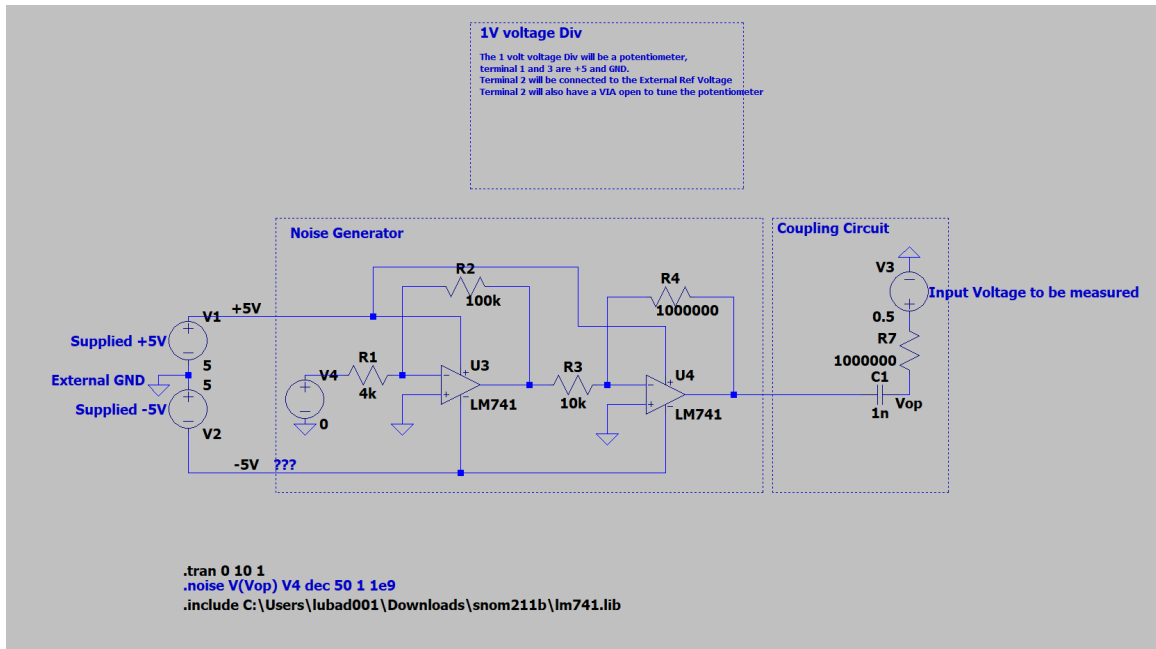 1V voltage Div
The 1 volt voltage Div will be a potentiometer,
terminal 1 and 3 are +5 and GND.
Terminal 2 will be connected to the External Ref Voltage
Terminal 2 will also have a VIA open to tune the potentiometer
Noise Generator
Coupling Circuit
V3
Input Voltage to be measured
0.5
R2
100k
R4
1000000
+5V
V1
Supplied +5V
5
R7
1000000
R1
4k
V4
0
U3
LM741
R3
10k
U4
LM741
C1
1n
Vop
External GND
5
Supplied -5V
V2
-5V
???
.tran 0 10 1
.noise V(Vop) V4 dec 50 1 1e9
.include C:\Users\lubad001\Downloads\snom211b\lm741.lib